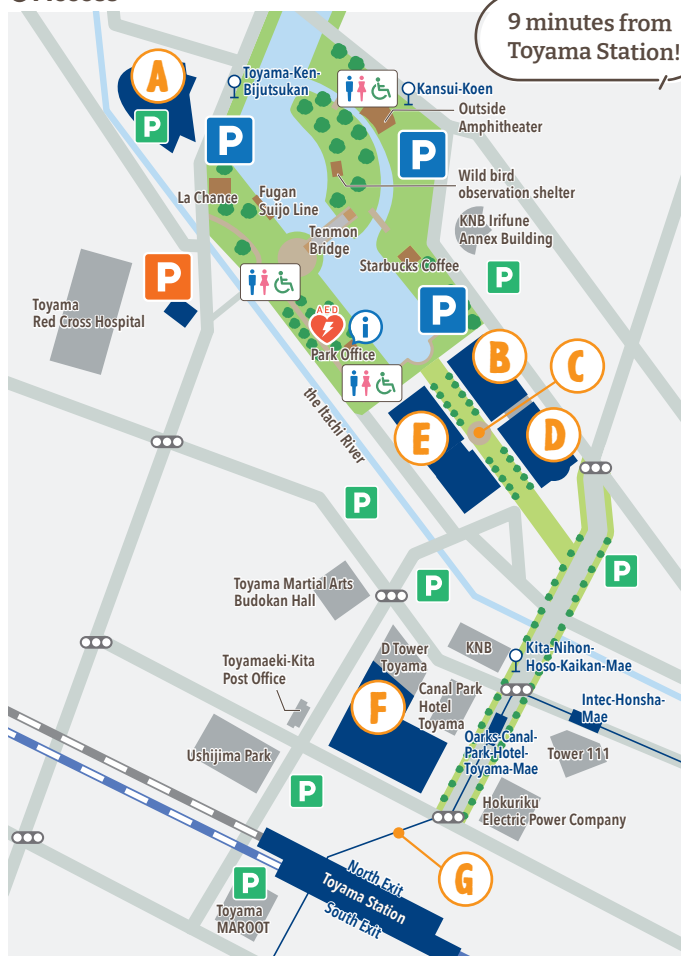 9 minutes from
Toyama Station!
A
Toyama-Ken-
Bijutsukan
Kansui-Koen
Outside
Amphitheater
P
P
P
Wild bird
observation shelter
La Chance
Fugan
Suijo Line
Tenmon
Bridge
KNB Irifune
Annex Building
Starbucks Coffee
P
P
Toyama
Red Cross Hospital
P
AED
i
Park Office
B
C
the Itachi River
E
D
P
P
Toyama Martial Arts
Budokan Hall
P
D Tower
Toyama
KNB
Kita-Nihon-
Hoso-Kaikan-Mae
Toyamaeki-Kita
Post Office
F
Canal Park
Hotel
Toyama
Intec-Honsha-
Mae
Oarks-Canal-
Park-Hotel-
Toyama-Mae
Ushijima Park
Tower 111
P
Hokuriku
Electric Power Company
G
North Exit
Toyama Station
South Exit
P
Toyama
MAROOT